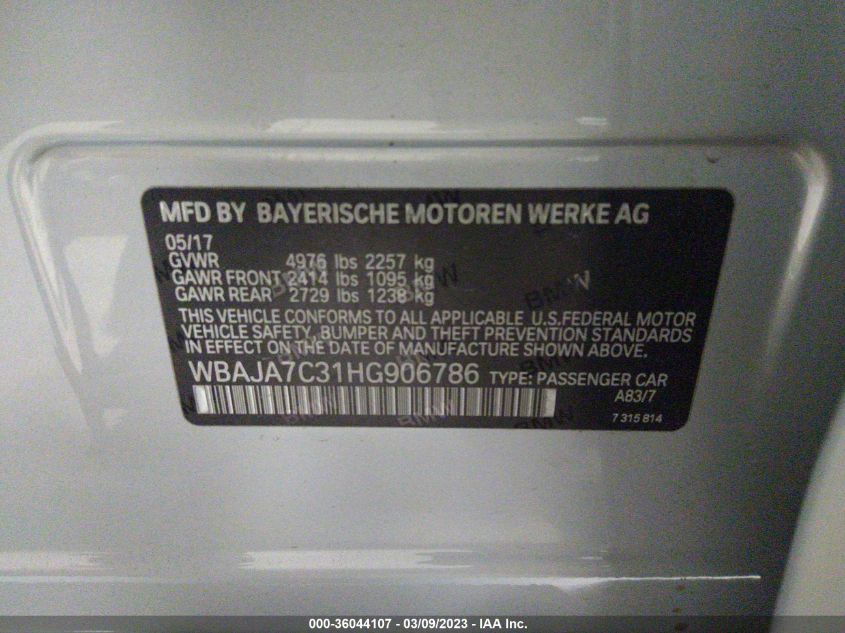 MFD BY BAYERISCHE MOTOREN WERKE AG
05/17
GVWR 4976 lbs 2257 kg
GAWR FRONT 2414 lbs 1095 kg
GAWR REAR 2729 lbs 1238 kg
THIS VEHICLE CONFORMS TO ALL APPLICABLE U.S.FEDERAL MOTOR
VEHICLE SAFETY, BUMPER AND THEFT PREVENTION STANDARDS
IN EFFECT ON THE DATE OF MANUFACTURE SHOWN ABOVE.
WBAJA7C31HG906786 TYPE: PASSENGER CAR
A83/7
7 315 814
000-36044107 - 03/09/2023 - IAA Inc.